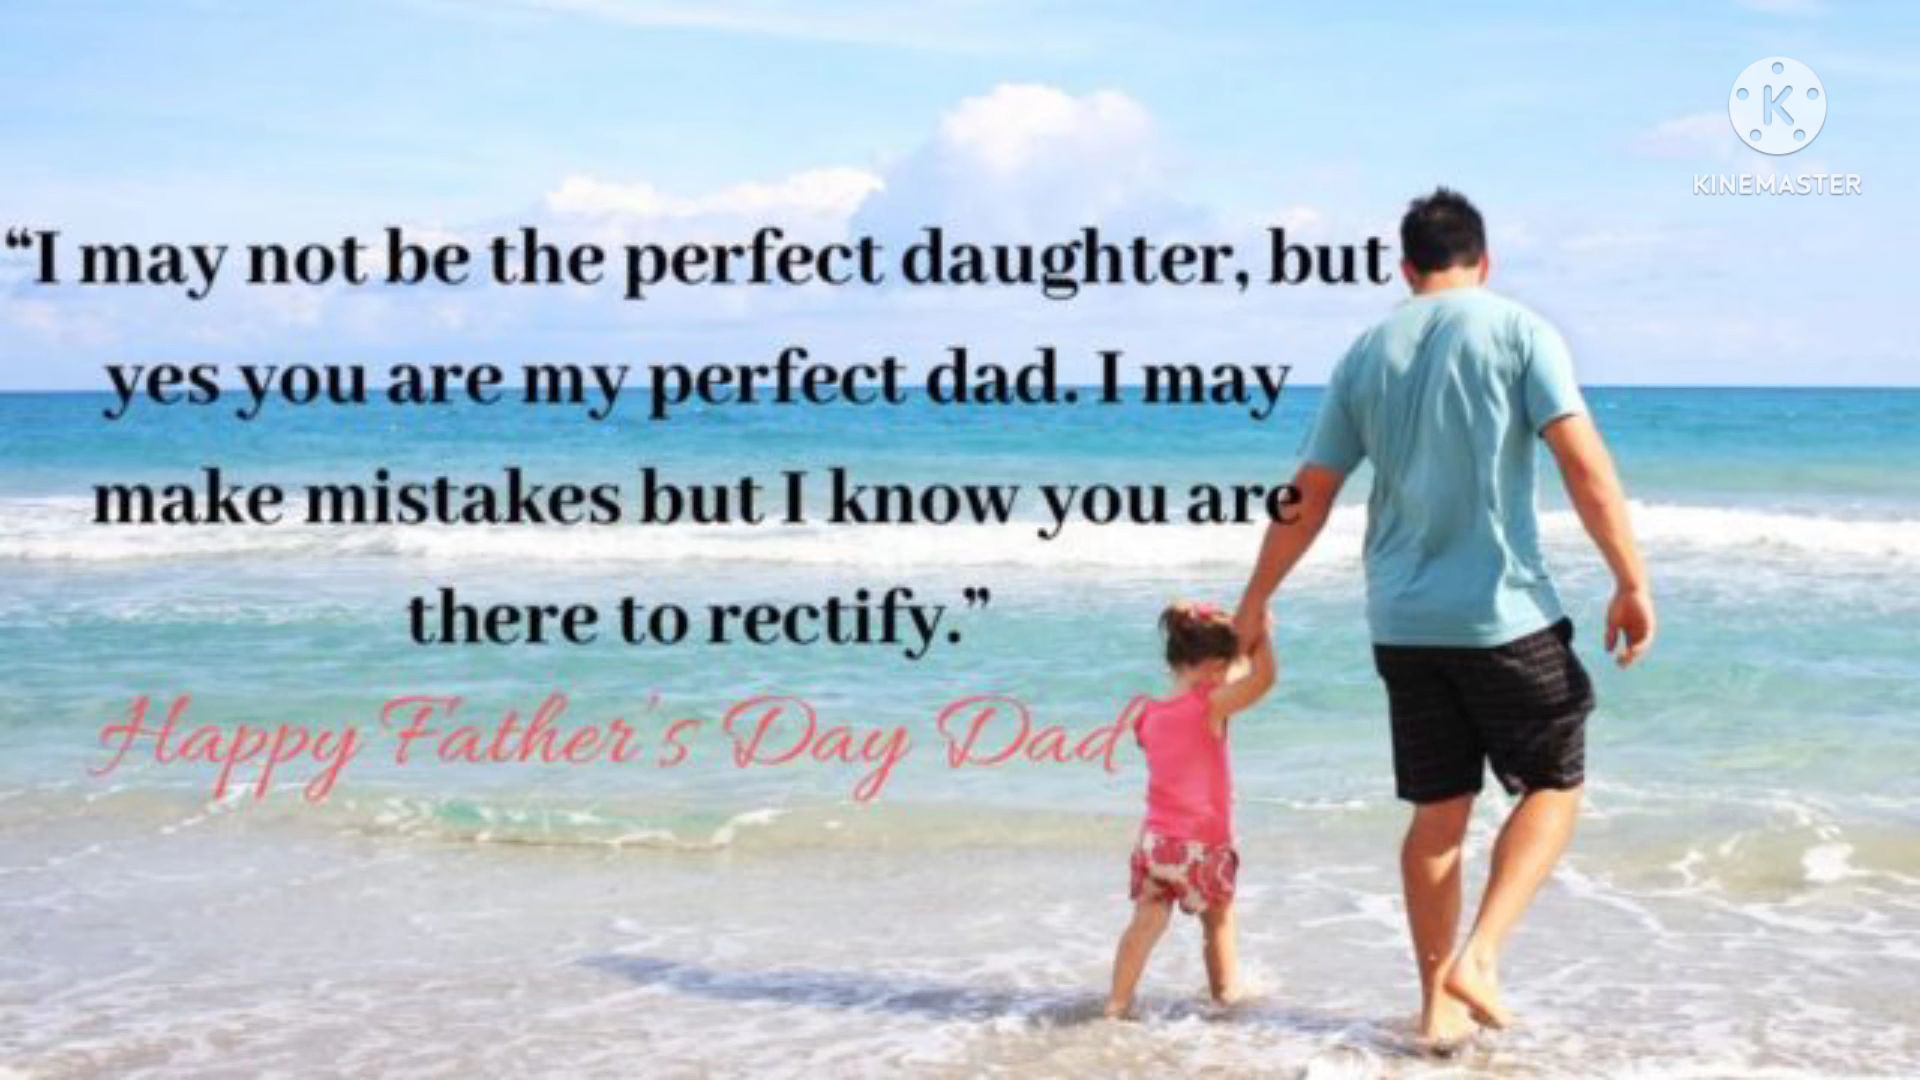 KINEMASTER
“I may not be the perfect daughter, but
yes you are my perfect dad. I may
make mistakes but I know you are
there to rectify.”
Happy Father's Day Dad